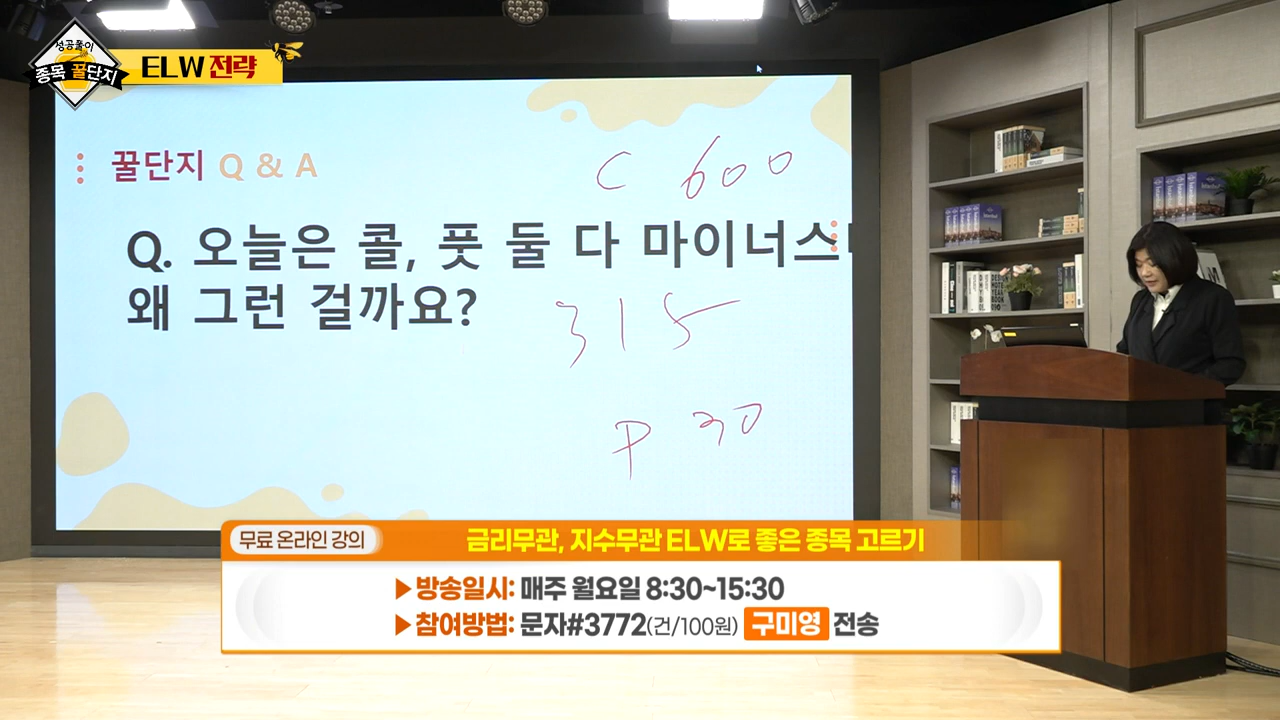 성공풀이
종목 꿀단지
ELW전략
꿀단지 Q & A
C 600
Q. 오늘은 콜, 풋 둘 다 마이너스
왜 그런 걸까요?
315
P 30
무료 온라인 강의
금리무관, 지수무관 ELW로 좋은 종목 고르기
▶방송일시: 매주 월요일 8:30~15:30
▶참여방법: 문자#3772(건/100원) 구미영 전송